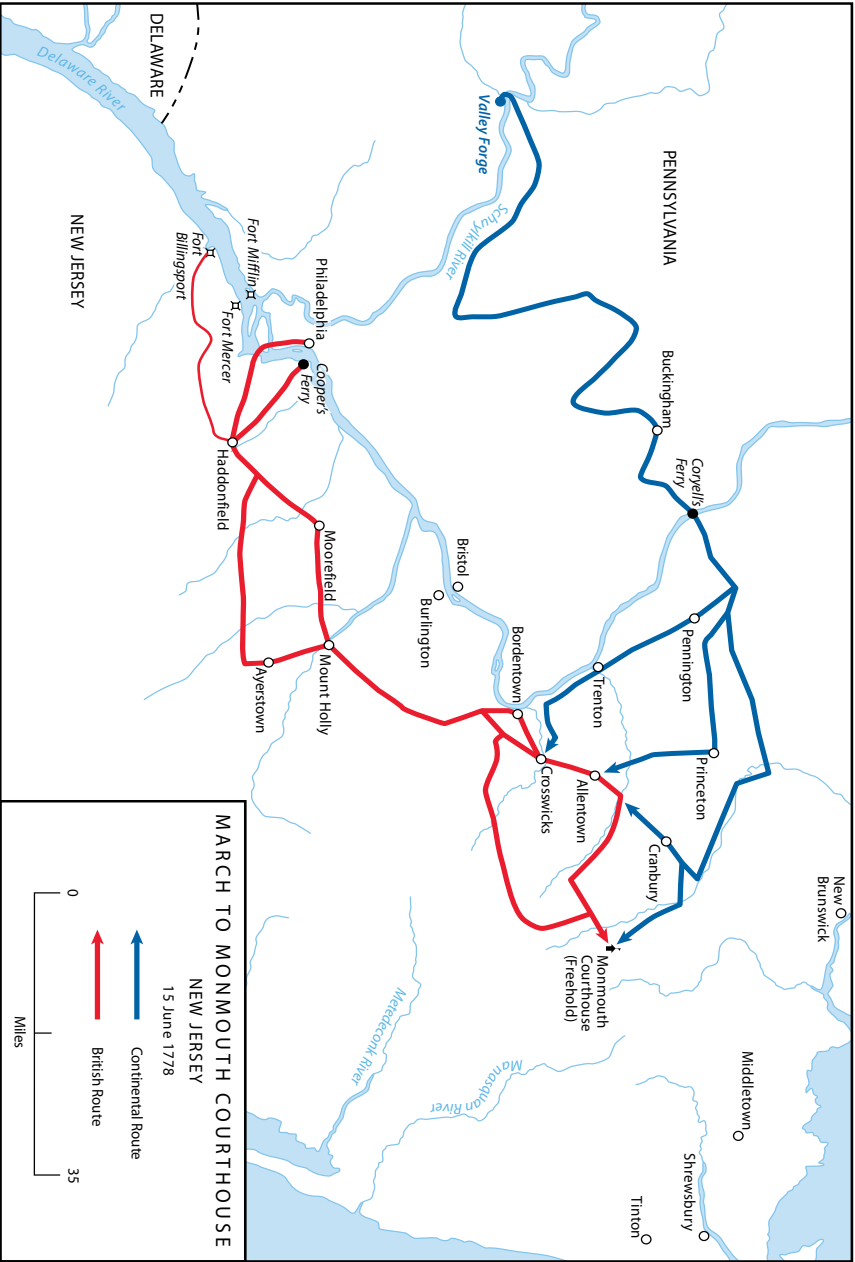 PENNSYLVANIA
DELAWARE
NEW JERSEY
Delaware River
Schuylkill River
Valley Forge
Buckingham
Coryell's
Ferry
Pennington
Princeton
Trenton
New
Brunswick
Cranbury
Allentown
Crosswicks
Bordentown
Bristol
Burlington
Monmouth
Courthouse
(Freehold)
Middletown
Shrewsbury
Tinton
Philadelphia
Cooper's
Ferry
Fort Mifflin
Fort Mercer
Fort
Billingsport
Haddonfield
Moorefield
Mount Holly
Ayerstown
Manasquan River
Metedeconk River
MARCH TO MONMOUTH COURTHOUSE
NEW JERSEY
15 June 1778
Continental Route
British Route
0
35
Miles